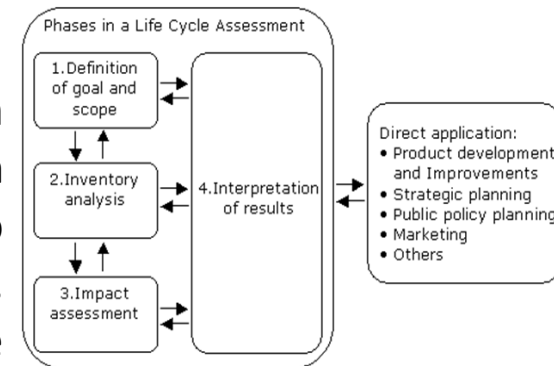 Phases in a Life Cycle Assessment
1.Definition
of goal and
scope
2.Inventory
analysis
3.Impact
assessment
4.Interpretation
of results
Direct application:
• Product development
and Improvements
• Strategic planning
• Public policy planning
• Marketing
• Others